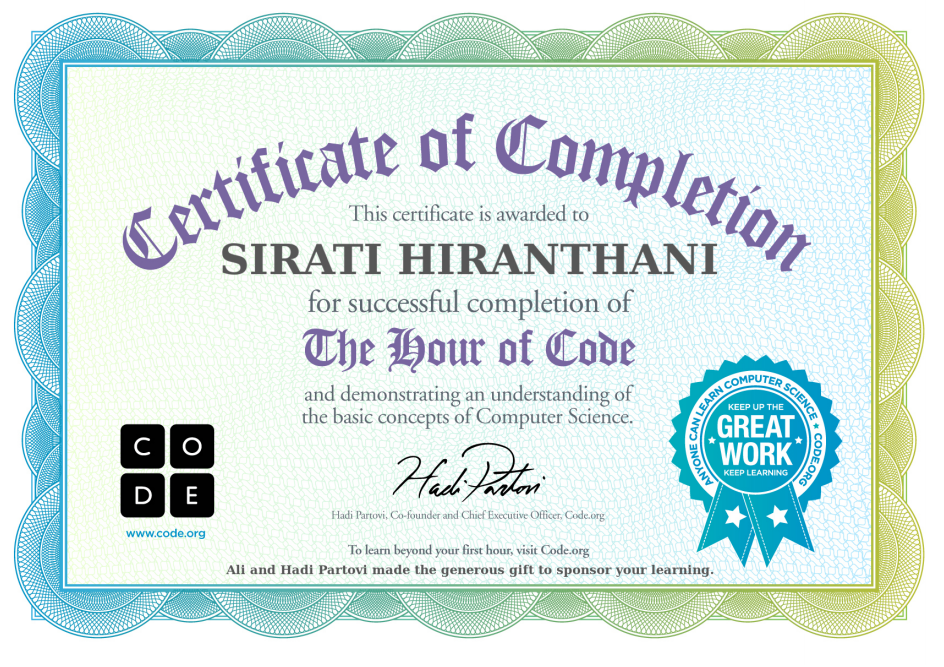 Certificate of Completion
This certificate is awarded to
SIRATI HIRANTHANI
for successful completion of
The Hour of Code
and demonstrating an understanding of
the basic concepts of Computer Science.
C O
D E
www.code.org
Hadi Partovi
Hadi Partovi, Co-founder and Chief Executive Officer, Code.org
ANYONE CAN LEARN COMPUTER SCIENCE ★ CODE.ORG
KEEP UP THE
GREAT
WORK
KEEP LEARNING
To learn beyond your first hour, visit Code.org
Ali and Hadi Partovi made the generous gift to sponsor your learning.